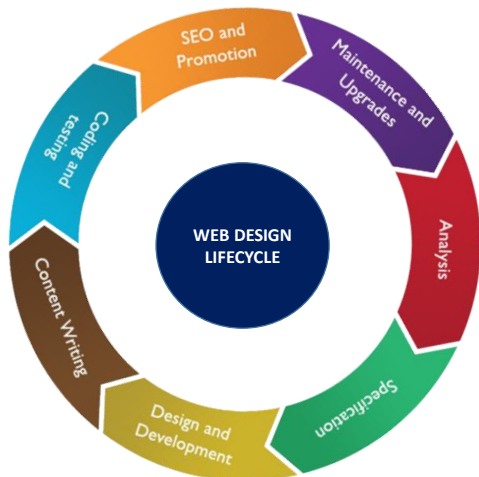 SEO and
Promotion
Maintenance and
Upgrades
Analysis
Specification
Design and
Development
Content Writing
Coding and
testing
WEB DESIGN
LIFECYCLE